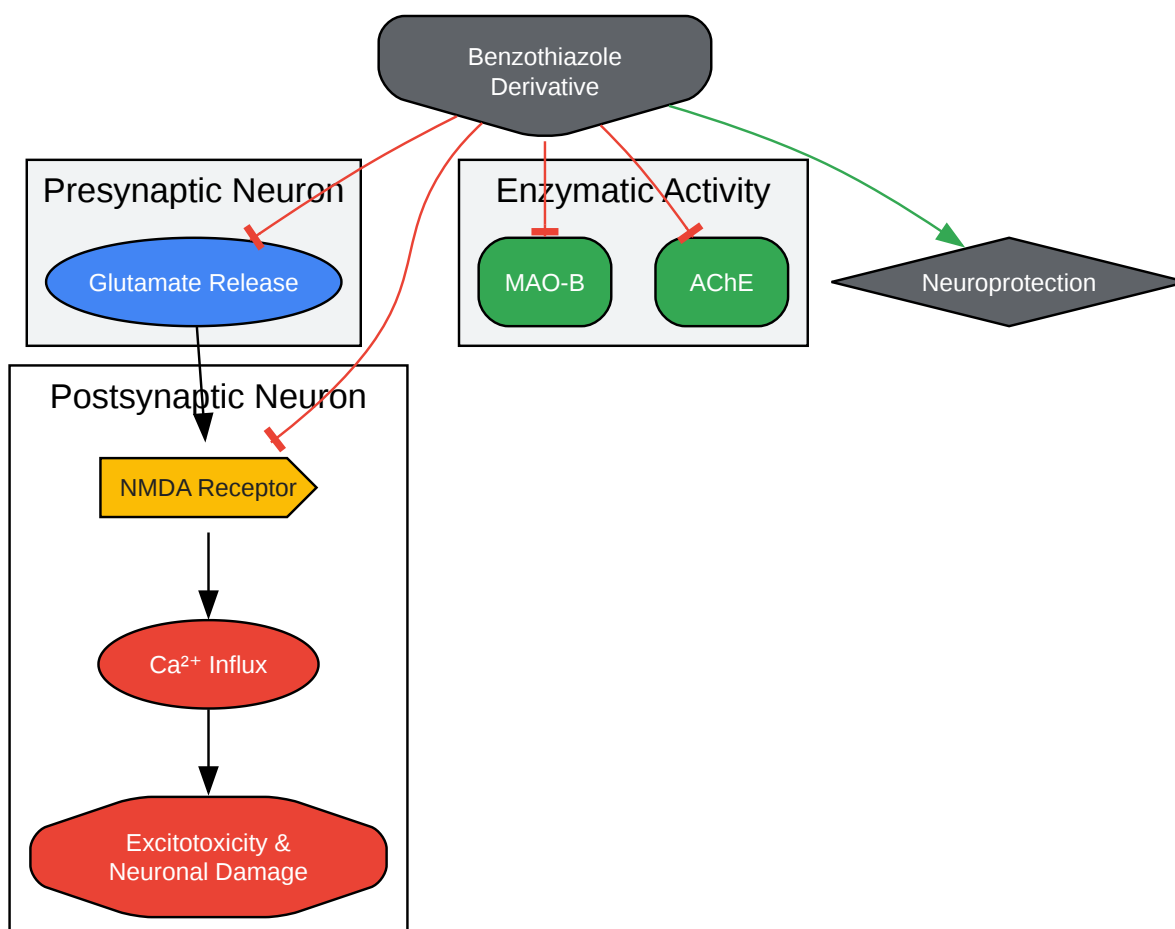 Benzothiazole
Derivative
Presynaptic Neuron
Enzymatic Activity
Glutamate Release
MAO-B
AChE
Neuroprotection
Postsynaptic Neuron
NMDA Receptor
Ca²⁺ Influx
Excitotoxicity &
Neuronal Damage